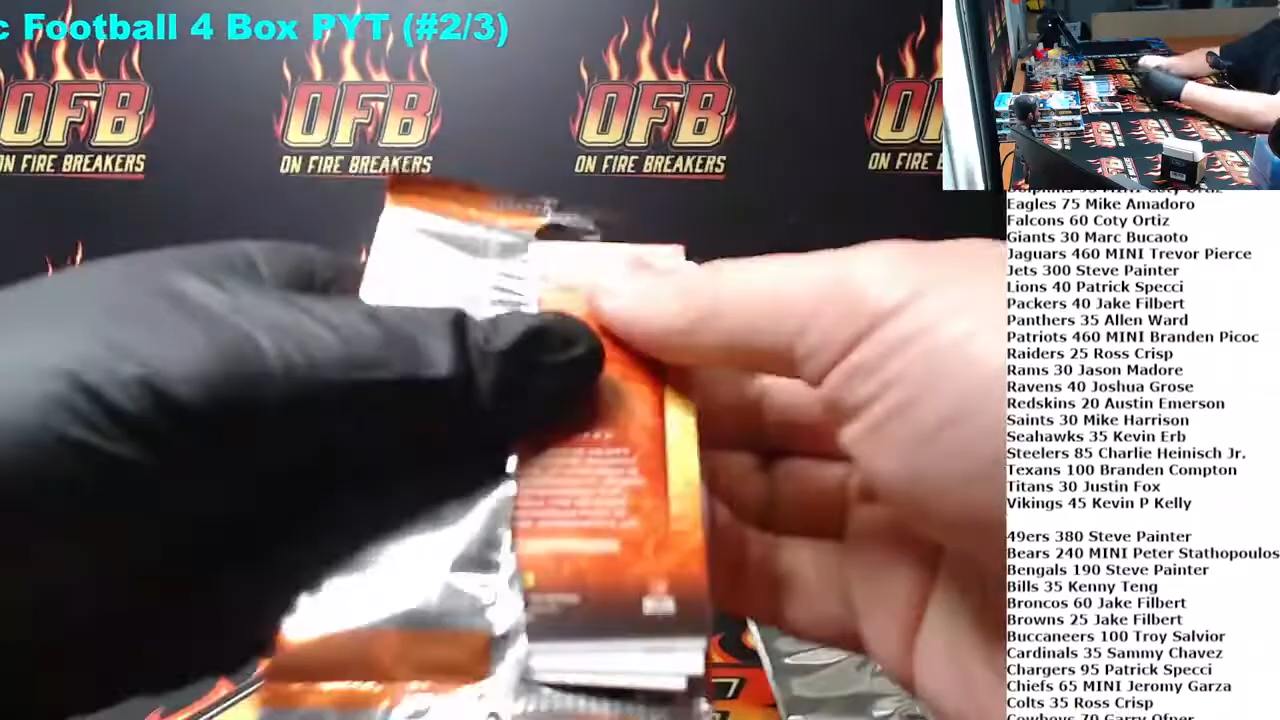 c Football 4 Box PYT (#2/3)
OFB
ON FIRE BREAKERS
OFB
ON FIRE BREAKERS
OFB
ON FIRE BREAKERS
ON FIRE
Eagles 75 Mike Amadoro
Falcons 60 Coty Ortiz
Giants 30 Marc Bucaoto
Jaguars 460 MINI Trevor Pierce
Jets 300 Steve Painter
Lions 40 Patrick Specci
Packers 40 Jake Filbert
Panthers 35 Allen Ward
Patriots 460 MINI Branden Picoc
Raiders 25 Ross Crisp
Rams 30 Jason Madore
Ravens 40 Joshua Grose
Redskins 20 Austin Emerson
Saints 30 Mike Harrison
Seahawks 35 Kevin Erb
Steelers 85 Charlie Heinisch Jr.
Texans 100 Branden Compton
Titans 30 Justin Fox
Vikings 45 Kevin P Kelly
49ers 380 Steve Painter
Bears 240 MINI Peter Stathopoulos
Bengals 190 Steve Painter
Bills 35 Kenny Teng
Broncos 60 Jake Filbert
Browns 25 Jake Filbert
Buccaneers 100 Troy Salvior
Cardinals 35 Sammy Chavez
Chargers 95 Patrick Specci
Chiefs 65 MINI Jeromy Garza
Colts 35 Ross Crisp
Cowboys 70 Garry Ofner